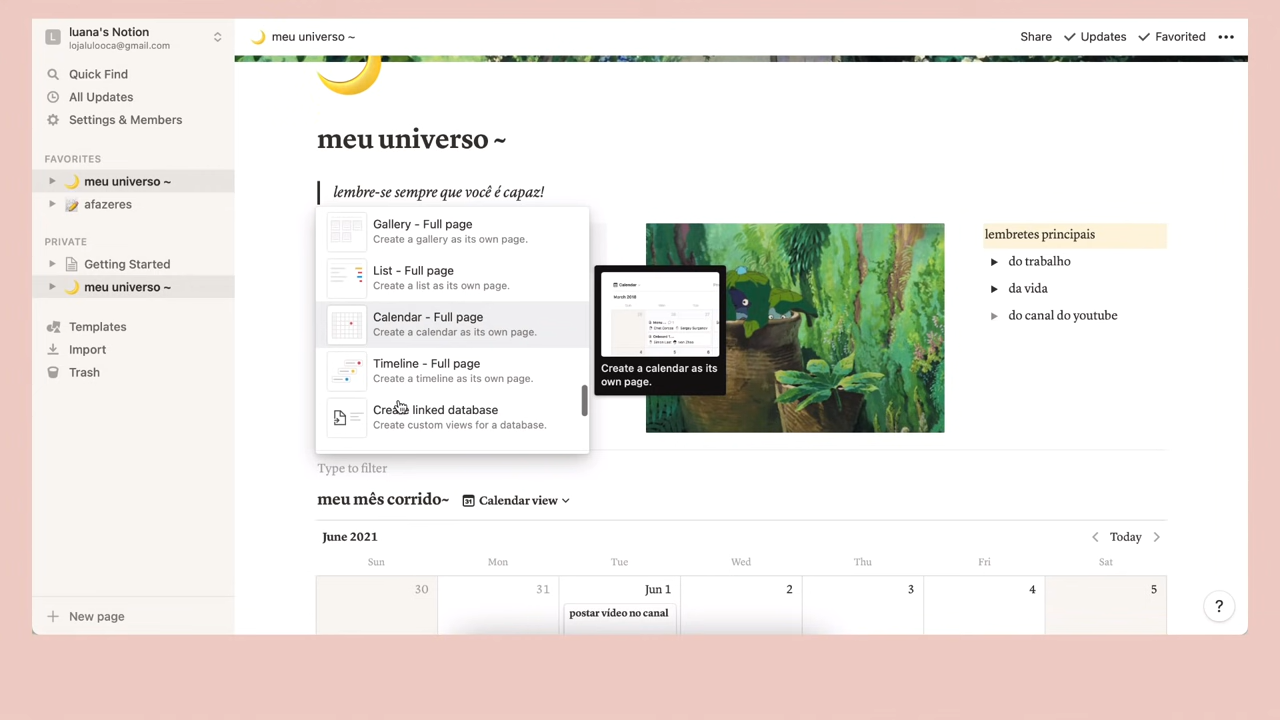 L
luana's Notion
lojalulooca@gmail.com
Quick Find
All Updates
Settings & Members
FAVORITES
meu universo ~
afazeres
PRIVATE
Getting Started
meu universo ~
Templates
Import
Trash
New page
meu universo ~
Share
Updates
Favorited
meu universo ~
lembre-se sempre que você é capaz!
Gallery - Full page
Create a gallery as its own page.
List - Full page
Create a list as its own page.
Calendar - Full page
Create a calendar as its own page.
Timeline - Full page
Create a timeline as its own page.
Create linked database
Create custom views for a database.
Calendar
March 2018
Create a calendar as its
own page.
lembretes principais
do trabalho
da vida
do canal do youtube
Type to filter
meu mês corrido~
31
Calendar view
June 2021
Today
Sun Mon Tue Wed Thu Fri Sat
30 31 Jun 1 2 3 4 5
postar vídeo no canal
?